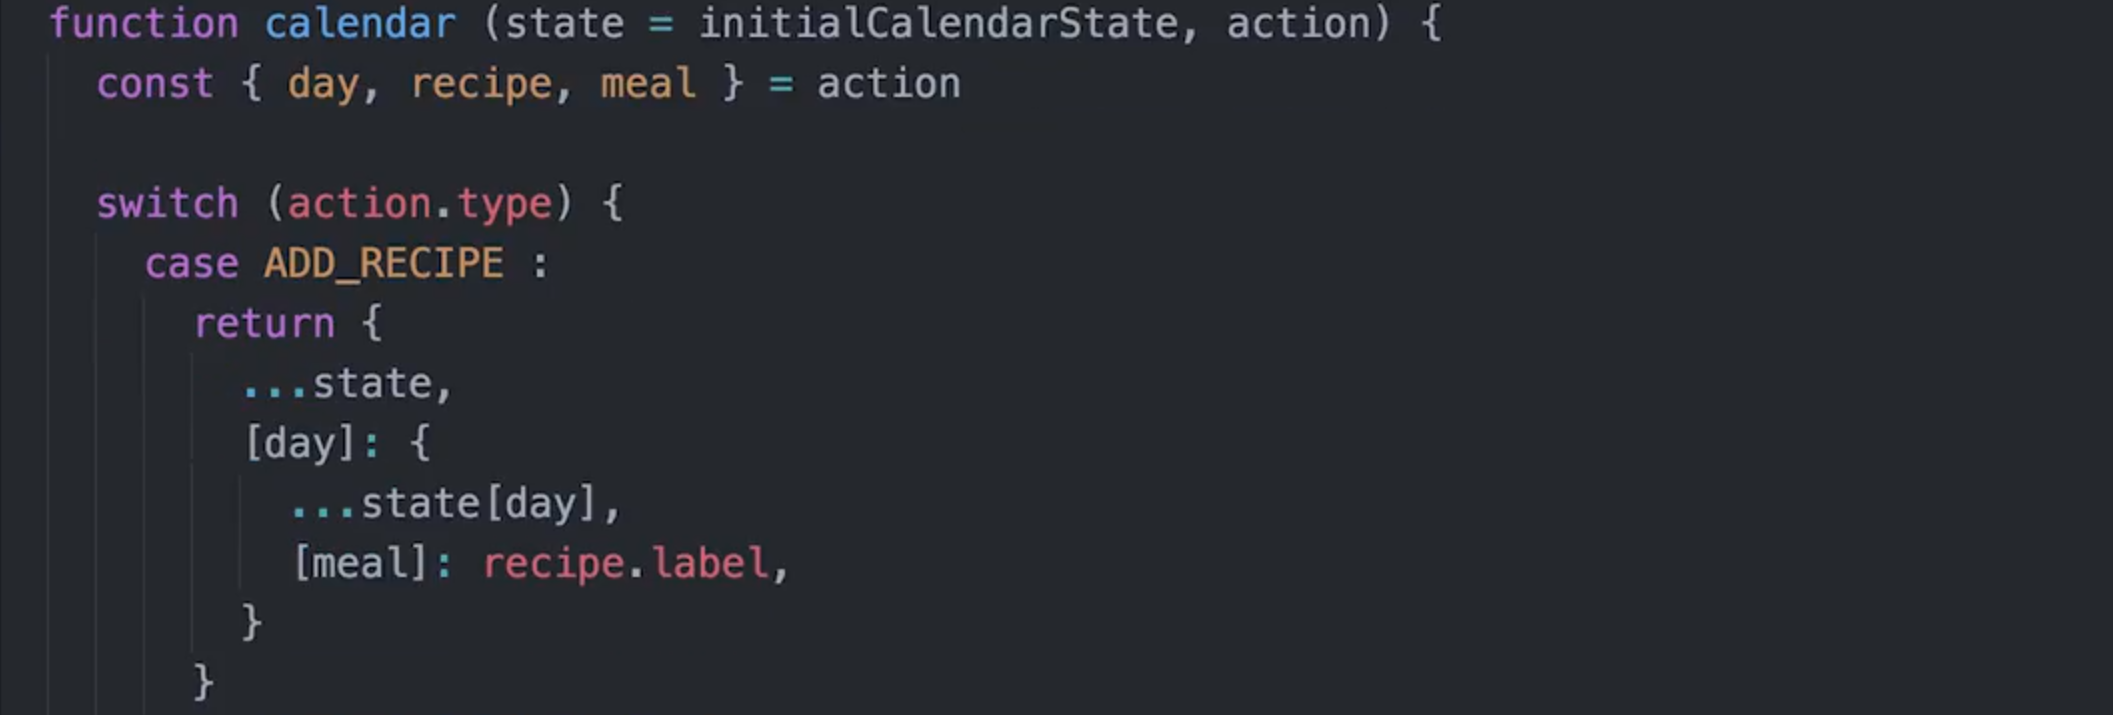 function calendar (state = initialCalendarState, action) {
const { day, recipe, meal } = action
switch (action.type) {
case ADD_RECIPE :
return {
...state,
[day]: {
...state[day],
[meal]: recipe.label,
}
}